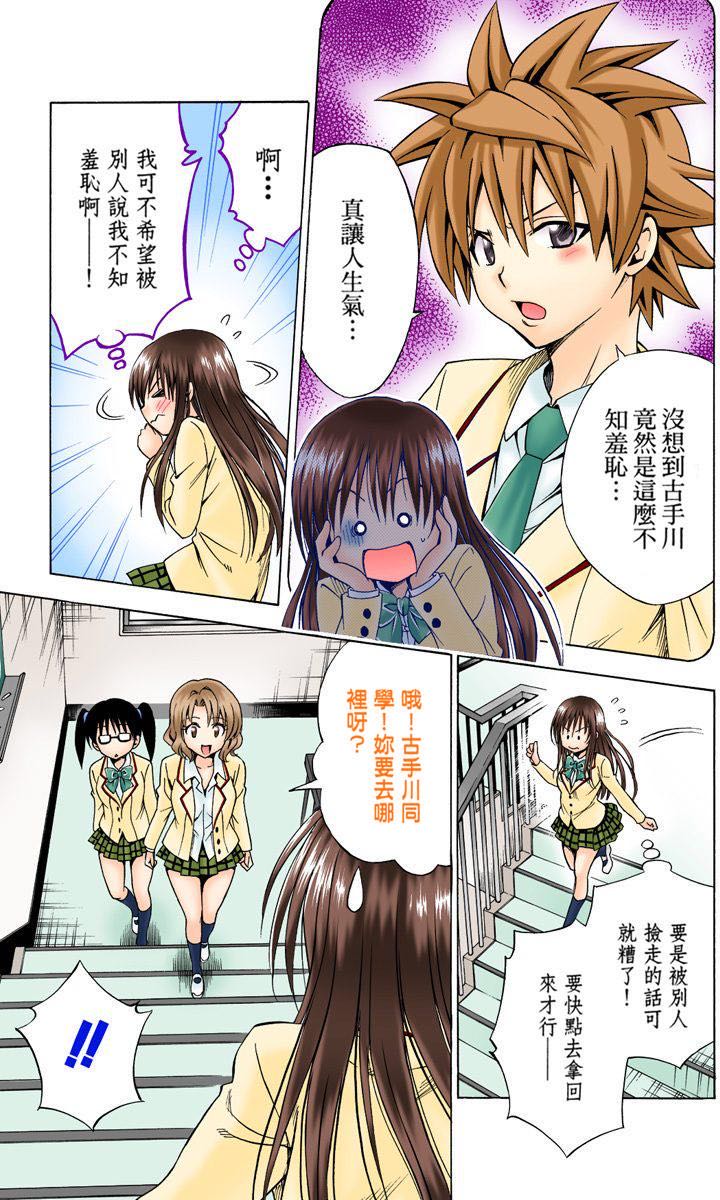 沒想到古手川
竟然是這麼不
知羞恥…
真讓人生氣…
啊…
我可不希望被
別人說我不知
羞恥啊——！
要是被別人
撿走的話可
就糟了！
要快點去拿回
來才行——
哦！古手川同
學！妳要去哪
裡呀？
!!